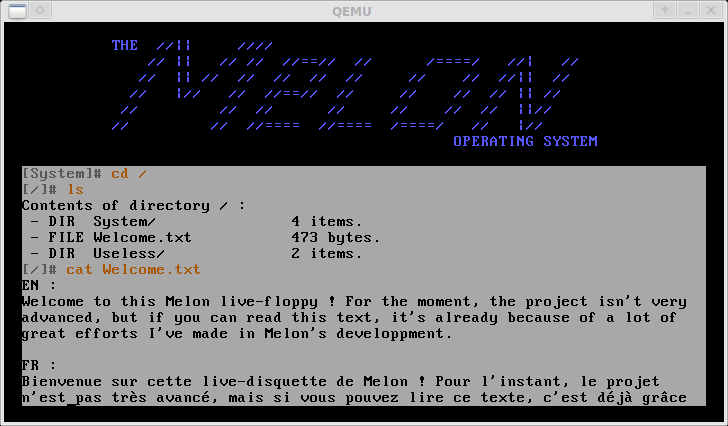 QEMU
THE
MELON
OPERATING SYSTEM
[System]# cd /
[/]# ls
Contents of directory / :
- DIR  System/               4 items.
- FILE Welcome.txt           473 bytes.
- DIR  Useless/              2 items.
[/]# cat Welcome.txt
EN :
Welcome to this Melon live-floppy ! For the moment, the project isn't very
advanced, but if you can read this text, it's already because of a lot of
great efforts I've made in Melon's developpment.
FR :
Bienvenue sur cette live-disquette de Melon ! Pour l'instant, le projet
n'est_pas très avancé, mais si vous pouvez lire ce texte, c'est déjà grâce